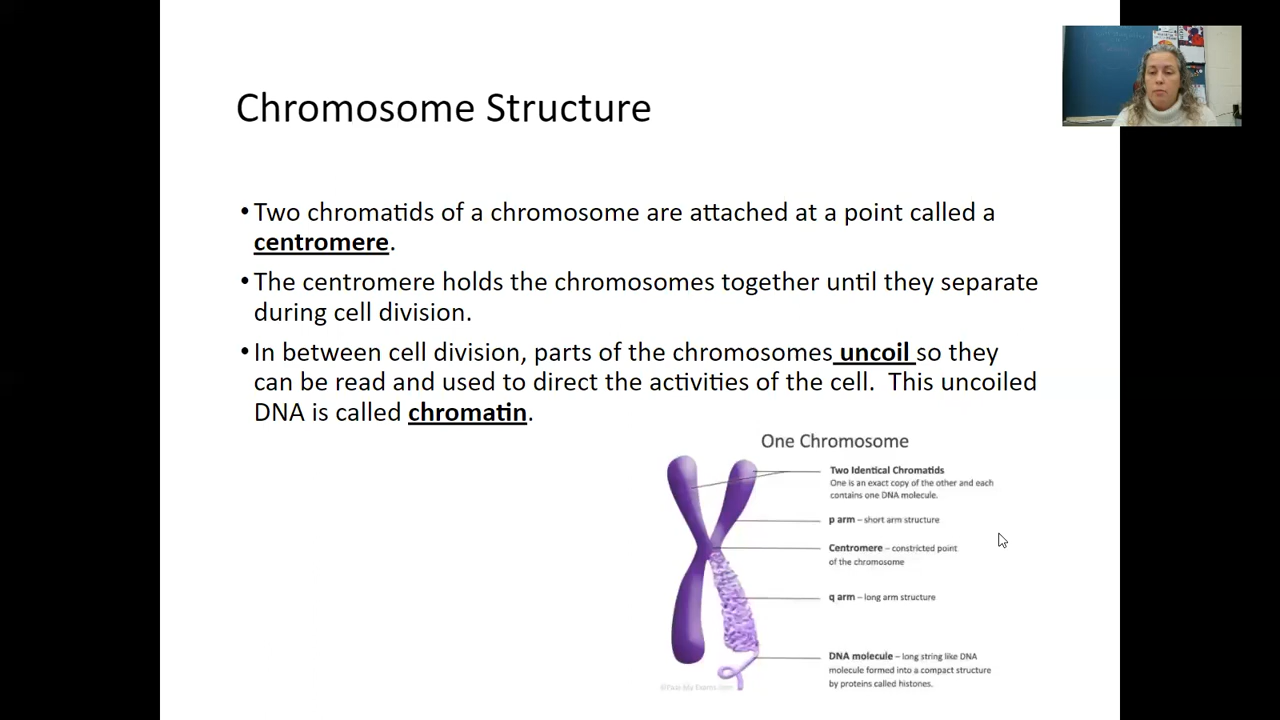 Chromosome Structure
•Two chromatids of a chromosome are attached at a point called a
centromere.
•The centromere holds the chromosomes together until they separate
during cell division.
•In between cell division, parts of the chromosomes uncoil so they
can be read and used to direct the activities of the cell. This uncoiled
DNA is called chromatin.
One Chromosome
Two Identical Chromatids
One is an exact copy of the other and each
contains one DNA molecule.
p arm – short arm structure
Centromere – constricted point
of the chromosome
q arm – long arm structure
DNA molecule – long string like DNA
molecule formed into a compact structure
by proteins called histones.